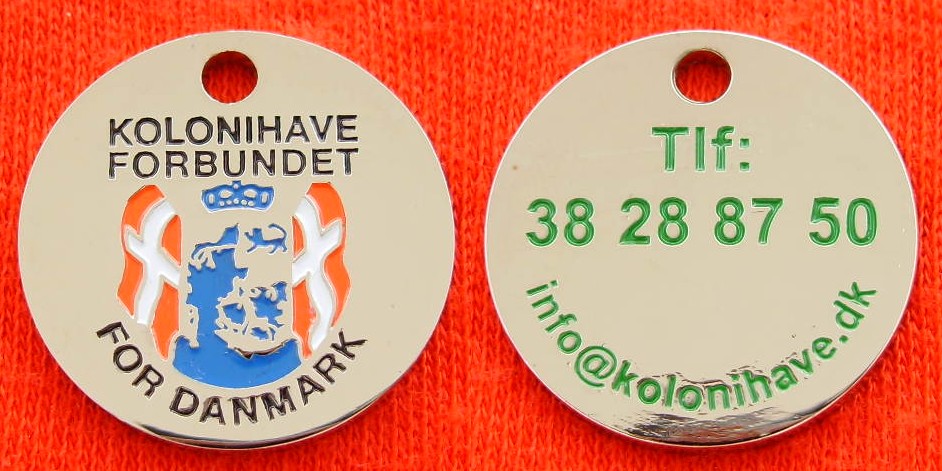 KOLONIHAVE
FORBUNDET
FOR DANMARK
Tlf:
38 28 87 50
info@kolonihave.dk